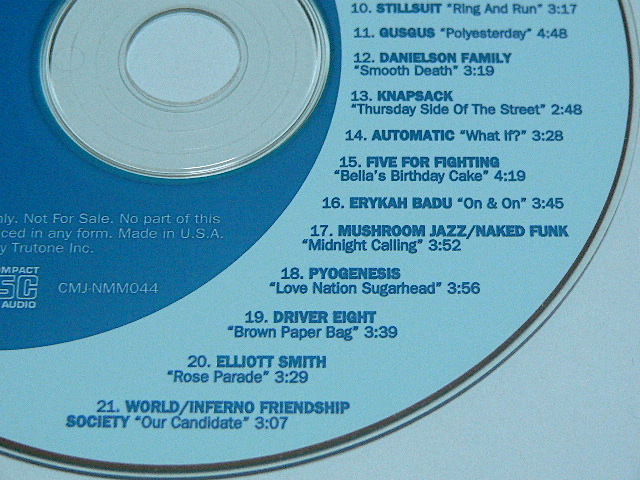 10. STILLSUIT "Ring And Run" 3:17
11. GUSGUS "Polyesterday" 4:48
12. DANIELSON FAMILY
"Smooth Death" 3:19
13. KNAPSACK
"Thursday Side Of The Street" 2:48
14. AUTOMATIC "What If?" 3:28
15. FIVE FOR FIGHTING
"Bella's Birthday Cake" 4:19
16. ERYKAH BADU "On & On" 3:45
17. MUSHROOM JAZZ/NAKED FUNK
"Midnight Calling" 3:52
18. PYOGENESIS
"Love Nation Sugarhead" 3:56
19. DRIVER EIGHT
"Brown Paper Bag" 3:39
20. ELLIOTT SMITH
"Rose Parade" 3:29
21. WORLD/INFERNO FRIENDSHIP
SOCIETY "Our Candidate" 3:07
nly. Not For Sale. No part of this
ced in any form. Made in U.S.A.
y Trutone Inc.
OMPACT
SC
AUDIO
CMJ-NMM044